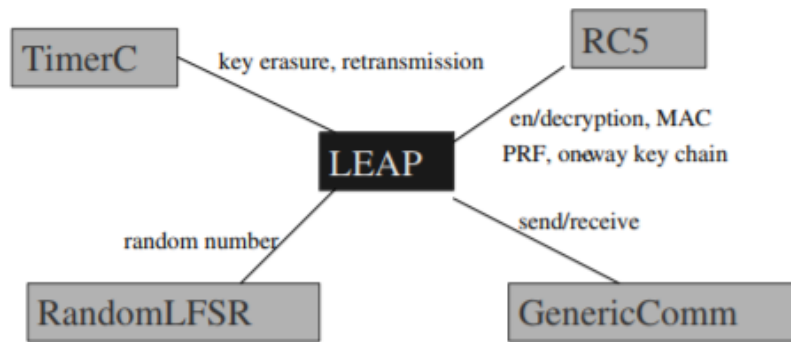 TimerC
key erasure, retransmission
RC5
en/decryption, MAC
PRF, oneway key chain
LEAP
random number
send/receive
RandomLFSR
GenericComm